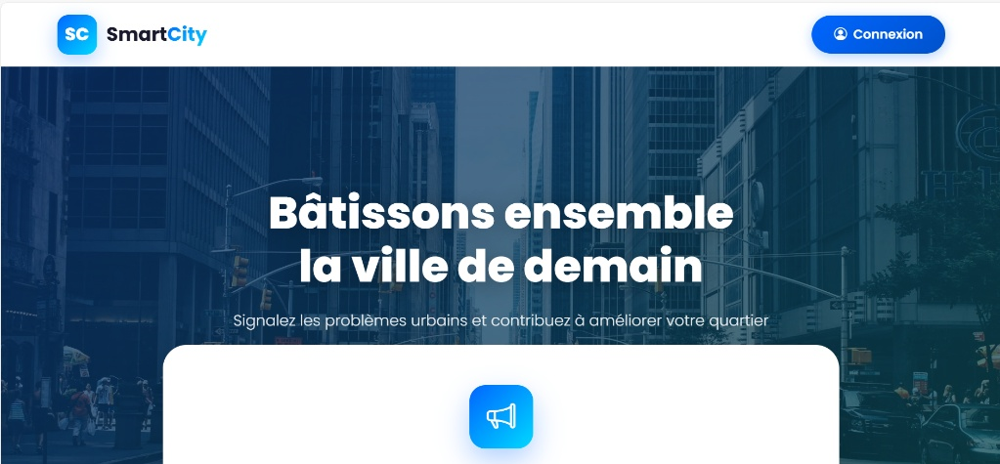 SC SmartCity
Connexion
Bâtissons ensemble
la ville de demain
Signalez les problèmes urbains et contribuez à améliorer votre quartier